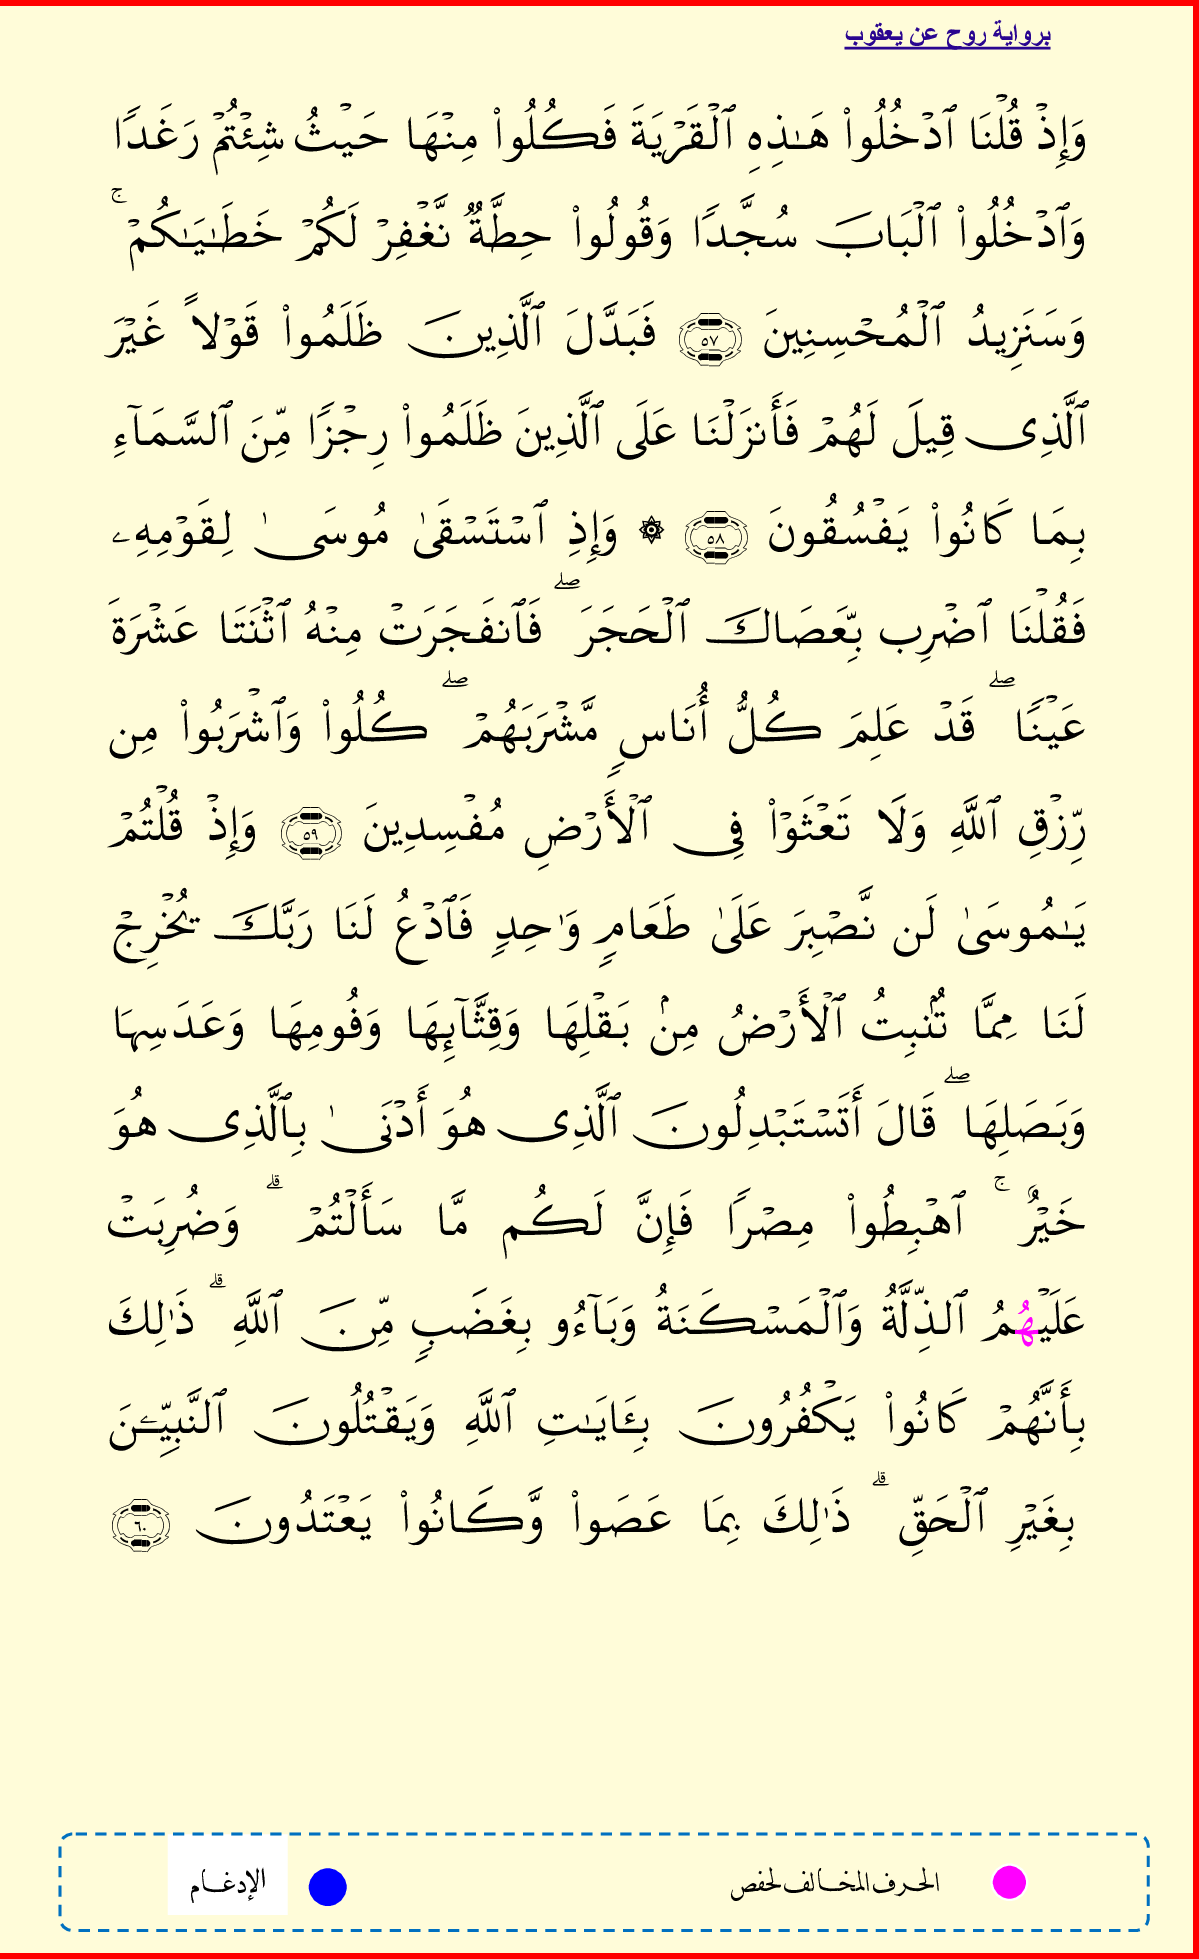 برواية روح عن يعقوب
وَإِذۡ قُلۡنَا ٱدۡخُلُواْ هَـٰذِهِ ٱلۡقَرۡيَةَ فَكُلُواْ مِنۡهَا حَيۡثُ شِئۡتُمۡ رَغَدًا
وَٱدۡخُلُواْ ٱلۡبَابَ سُجَّدًا وَقُولُواْ حِطَّةٌ نَّغۡفِرۡ لَكُمۡ خَطَـٰيَـٰكُمۡۚ
وَسَنَزِيدُ ٱلۡمُحۡسِنِينَ ٥٧ فَبَدَّلَ ٱلَّذِينَ ظَلَمُواْ قَوۡلاً غَيۡرَ
ٱلَّذِى قِيلَ لَهُمۡ فَأَنزَلۡنَا عَلَى ٱلَّذِينَ ظَلَمُواْ رِجۡزًا مِّنَ ٱلسَّمَآءِ
بِمَا كَانُواْ يَفۡسُقُونَ ٥٨ ۞ وَإِذِ ٱسۡتَسۡقَىٰ مُوسَىٰ لِقَوۡمِهِۦ
فَقُلۡنَا ٱضۡرِب بِّعَصَاكَ ٱلۡحَجَرَۖ فَٱنفَجَرَتۡ مِنۡهُ ٱثۡنَتَا عَشۡرَةَ
عَيۡنًاۖ قَدۡ عَلِمَ كُلُّ أُنَاسٍ مَّشۡرَبَهُمۡۖ كُلُواْ وَٱشۡرَبُواْ مِن
رِّزۡقِ ٱللَّهِ وَلَا تَعۡثَوۡاْ فِى ٱلۡأَرۡضِ مُفۡسِدِينَ ٥٩ وَإِذۡ قُلۡتُمۡ
يَـٰمُوسَىٰ لَن نَّصۡبِرَ عَلَىٰ طَعَامٍ وَٰحِدٍ فَٱدۡعُ لَنَا رَبَّكَ يُخۡرِجۡ
لَنَا مِمَّا تُنۢبِتُ ٱلۡأَرۡضُ مِنۢ بَقۡلِهَا وَقِثَّآئِهَا وَفُومِهَا وَعَدَسِهَا
وَبَصَلِهَاۖ قَالَ أَتَسۡتَبۡدِلُونَ ٱلَّذِى هُوَ أَدۡنَىٰ بِٱلَّذِى هُوَ
خَيۡرٌۚ ٱهۡبِطُواْ مِصۡرًا فَإِنَّ لَكُم مَّا سَأَلۡتُمۡۗ وَضُرِبَتۡ
عَلَيۡهُمُ ٱلذِّلَّةُ وَٱلۡمَسۡكَنَةُ وَبَآءُو بِغَضَبٍ مِّنَ ٱللَّهِۗ ذَٰلِكَ
بِأَنَّهُمۡ كَانُواْ يَكۡفُرُونَ بِـَٔايَـٰتِ ٱللَّهِ وَيَقۡتُلُونَ ٱلنَّبِيِّـۧنَ
بِغَيۡرِ ٱلۡحَقِّۗ ذَٰلِكَ بِمَا عَصَواْ وَّكَانُواْ يَعۡتَدُونَ ٦٠
الحرف المخالف لحفص
الإدغام